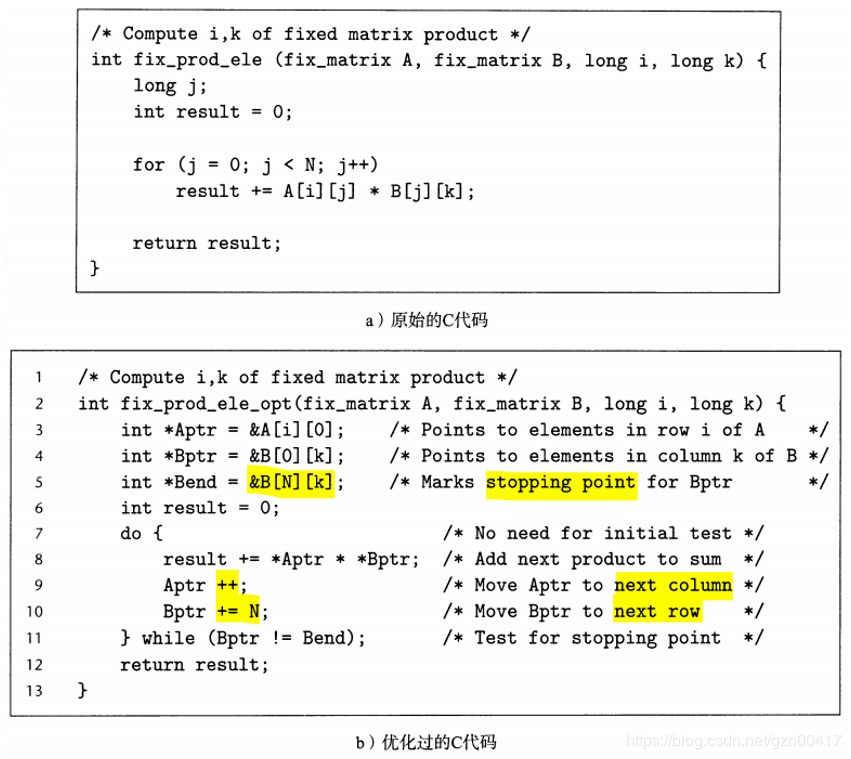 /* Compute i,k of fixed matrix product */
int fix_prod_ele (fix_matrix A, fix_matrix B, long i, long k) {
    long j;
    int result = 0;

    for (j = 0; j < N; j++)
        result += A[i][j] * B[j][k];

    return result;
}
a）原始的C代码
1 /* Compute i,k of fixed matrix product */
2 int fix_prod_ele_opt(fix_matrix A, fix_matrix B, long i, long k) {
3     int *Aptr = &A[i][0];    /* Points to elements in row i of A    */
4     int *Bptr = &B[0][k];    /* Points to elements in column k of B */
5     int *Bend = &B[N][k];    /* Marks stopping point for Bptr       */
6     int result = 0;
7     do {                          /* No need for initial test */
8         result += *Aptr * *Bptr;  /* Add next product to sum  */
9         Aptr ++;                  /* Move Aptr to next column */
10         Bptr += N;                /* Move Bptr to next row    */
11     } while (Bptr != Bend);       /* Test for stopping point  */
12     return result;
13 }
b）优化过的C代码
https://blog.csdn.net/gzn00417